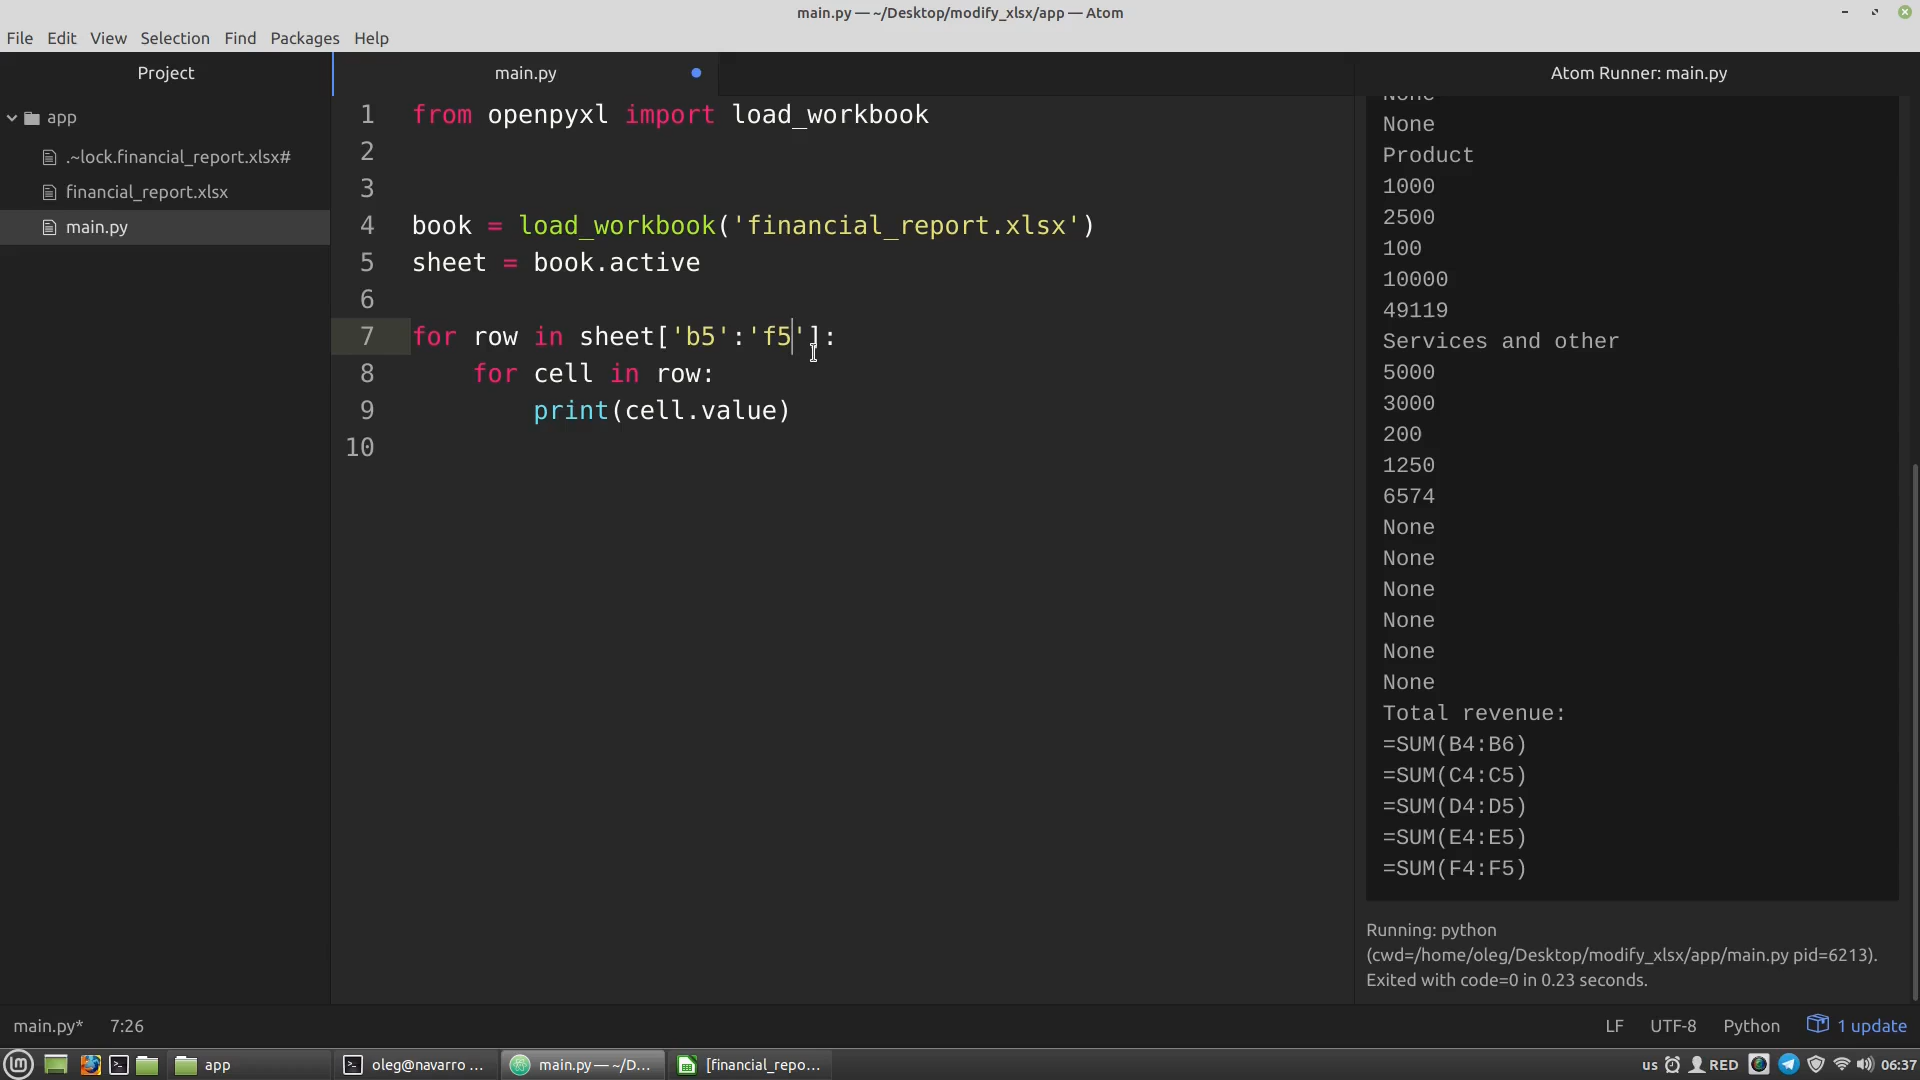 main.py — ~/Desktop/modify_xlsx/app — Atom
File Edit View Selection Find Packages Help
Project
app
.~lock.financial_report.xlsx#
financial_report.xlsx
main.py
main.py
1 from openpyxl import load_workbook
2
3
4 book = load_workbook('financial_report.xlsx')
5 sheet = book.active
6
7 for row in sheet['b5':'f5']:
8 for cell in row:
9 print(cell.value)
10
Atom Runner: main.py
None
None
Product
1000
2500
100
10000
49119
Services and other
5000
3000
200
1250
6574
None
None
None
None
None
None
Total revenue:
=SUM(B4:B6)
=SUM(C4:C5)
=SUM(D4:D5)
=SUM(E4:E5)
=SUM(F4:F5)
Running: python
(cwd=/home/oleg/Desktop/modify_xlsx/app/main.py pid=6213).
Exited with code=0 in 0.23 seconds.
main.py* 7:26
LF UTF-8 Python 1 update
app
oleg@navarro ...
main.py — ~/D...
[financial_repo...
us RED 06:37